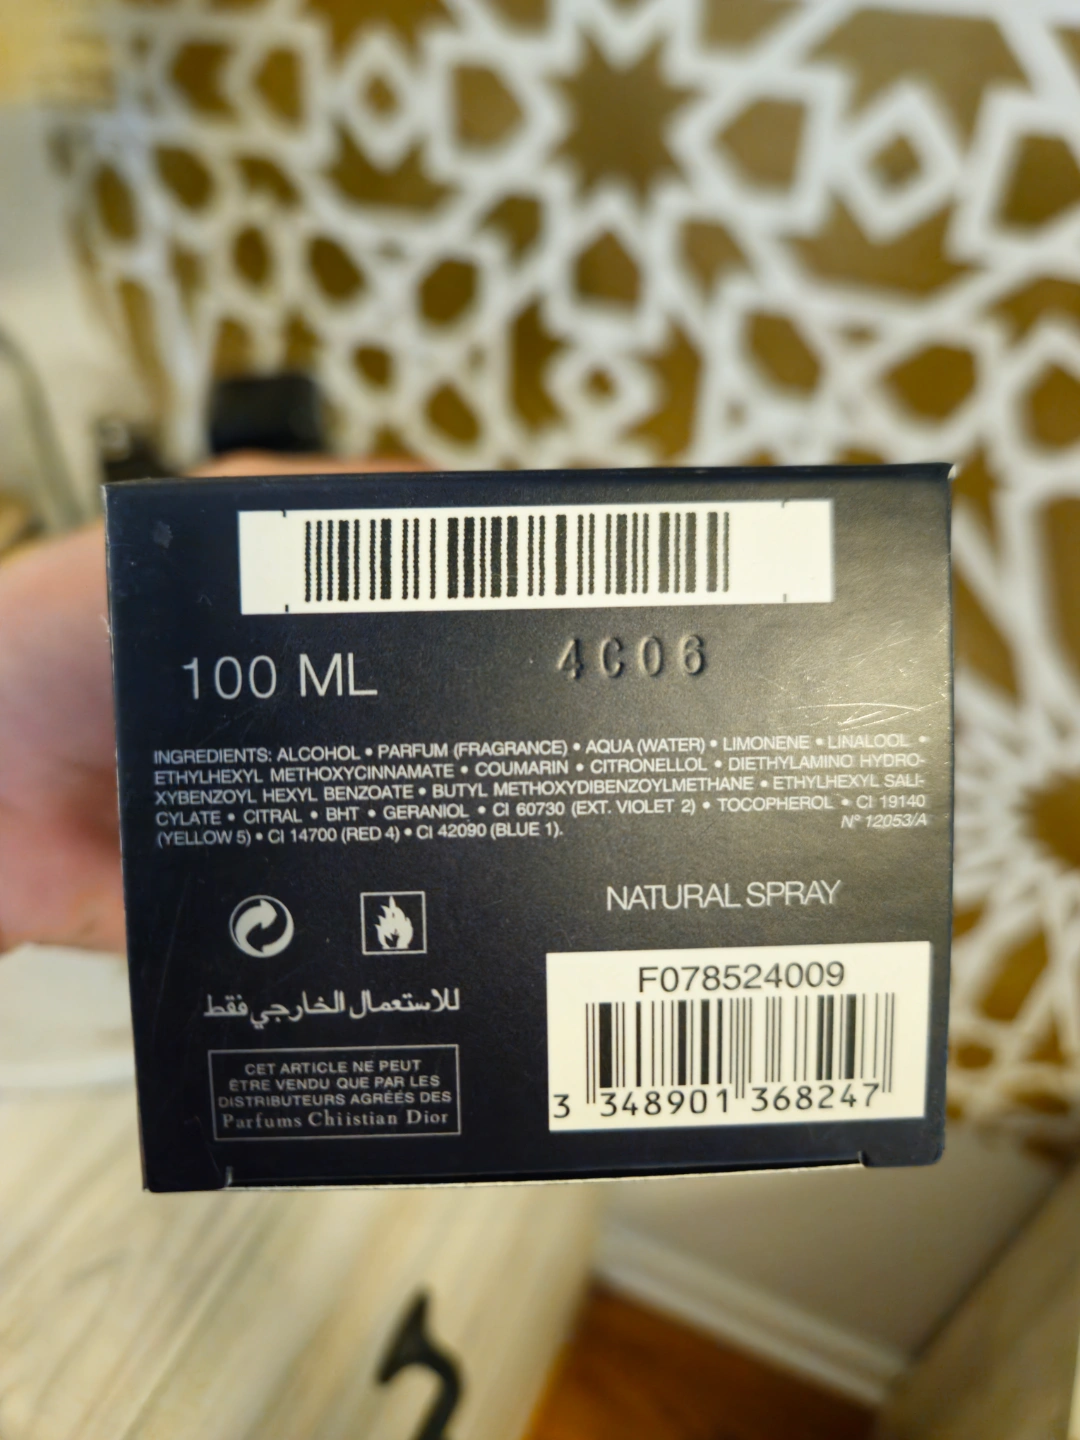 100 ML
4C06
INGREDIENTS: ALCOHOL • PARFUM (FRAGRANCE) • AQUA (WATER) • LIMONENE • LINALOOL •
ETHYLHEXYL METHOXYCINNAMATE • COUMARIN • CITRONELLOL • DIETHYLAMINO HYDRO-
XYBENZOYL HEXYL BENZOATE • BUTYL METHOXYDIBENZOYLMETHANE • ETHYLHEXYL SALI-
CYLATE • CITRAL • BHT • GERANIOL • CI 60730 (EXT. VIOLET 2) • TOCOPHEROL • CI 19140
(YELLOW 5) • CI 14700 (RED 4) • CI 42090 (BLUE 1).
N° 12053/A
NATURAL SPRAY
للاستعمال الخارجي فقط
CET ARTICLE NE PEUT
ÊTRE VENDU QUE PAR LES
DISTRIBUTEURS AGRÉÉS DES
Parfums Chiistian Dior
F078524009
3 348901 368247